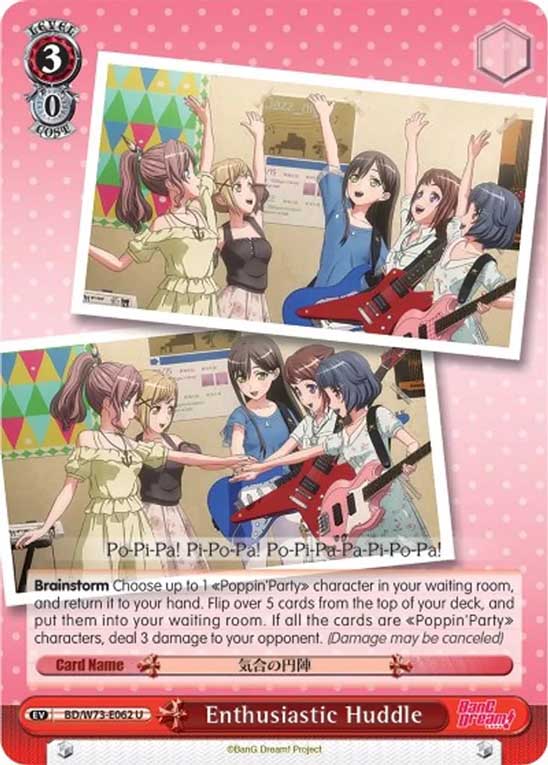 LEVEL
3
0
COST
Po-Pi-Pa! Pi-Po-Pa! Po-Pi-Pa-Pa-Pi-Po-Pa!
Brainstorm Choose up to 1 «Poppin'Party» character in your waiting room,
and return it to your hand. Flip over 5 cards from the top of your deck, and
put them into your waiting room. If all the cards are «Poppin'Party»
characters, deal 3 damage to your opponent. (Damage may be canceled)
Card Name 気合の円陣
EV BD/W73-E062 U Enthusiastic Huddle BanG Dream!
©BanG Dream! Project